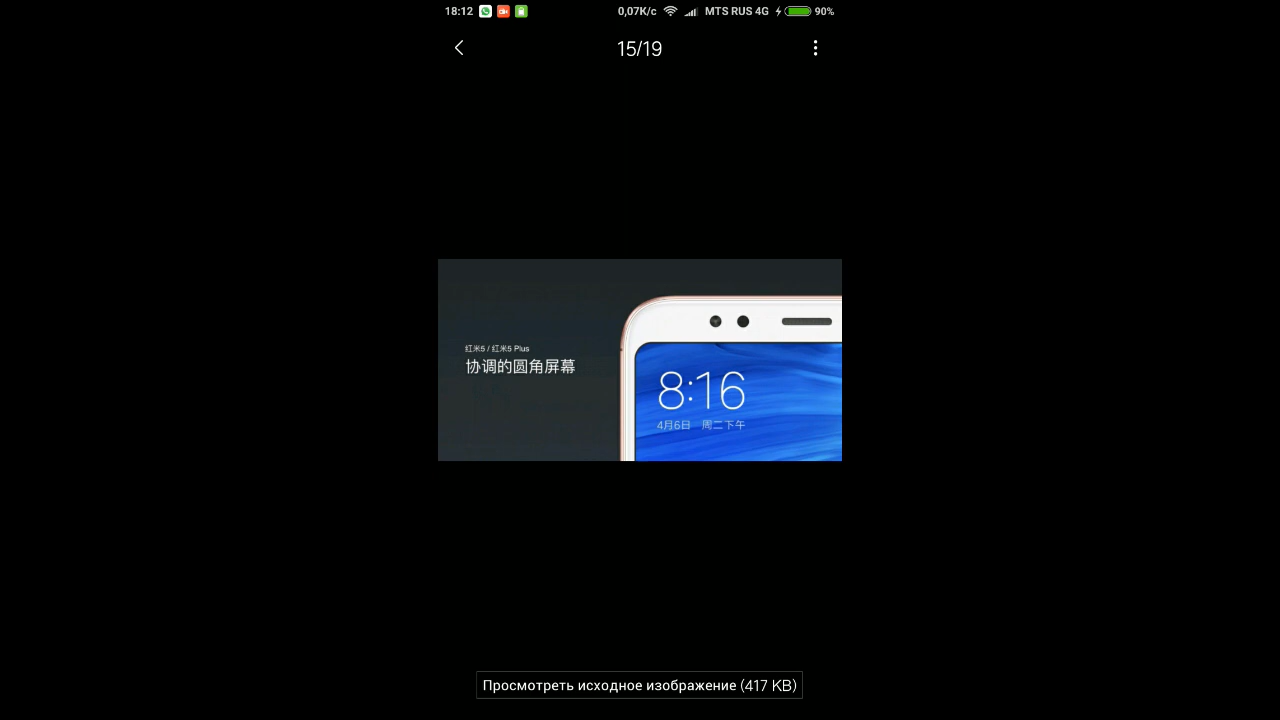 18:12 0,07K/c MTS RUS 4G 90%
15/19
红米5 / 红米5 Plus
协调的圆角屏幕
8:16
4月6日 周二下午
Просмотреть исходное изображение (417 KB)